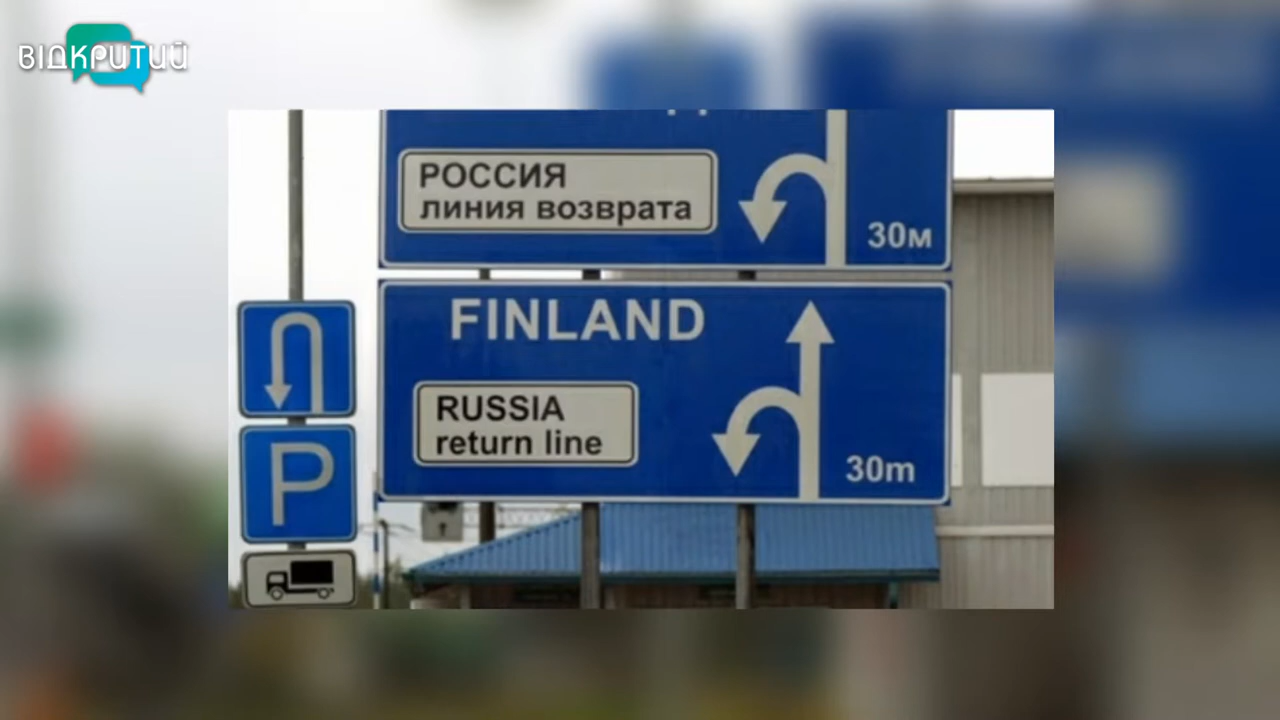 ВІДКРИТИЙ
РОССИЯ
линия возврата
30м
FINLAND
RUSSIA
return line
30m
P